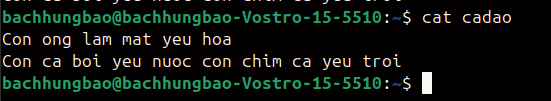 bachhungbao@bachhungbao-Vostro-15-5510:~$ cat cadao
Con ong lam mat yeu hoa
Con ca boi yeu nuoc con chim ca yeu troi
bachhungbao@bachhungbao-Vostro-15-5510:~$